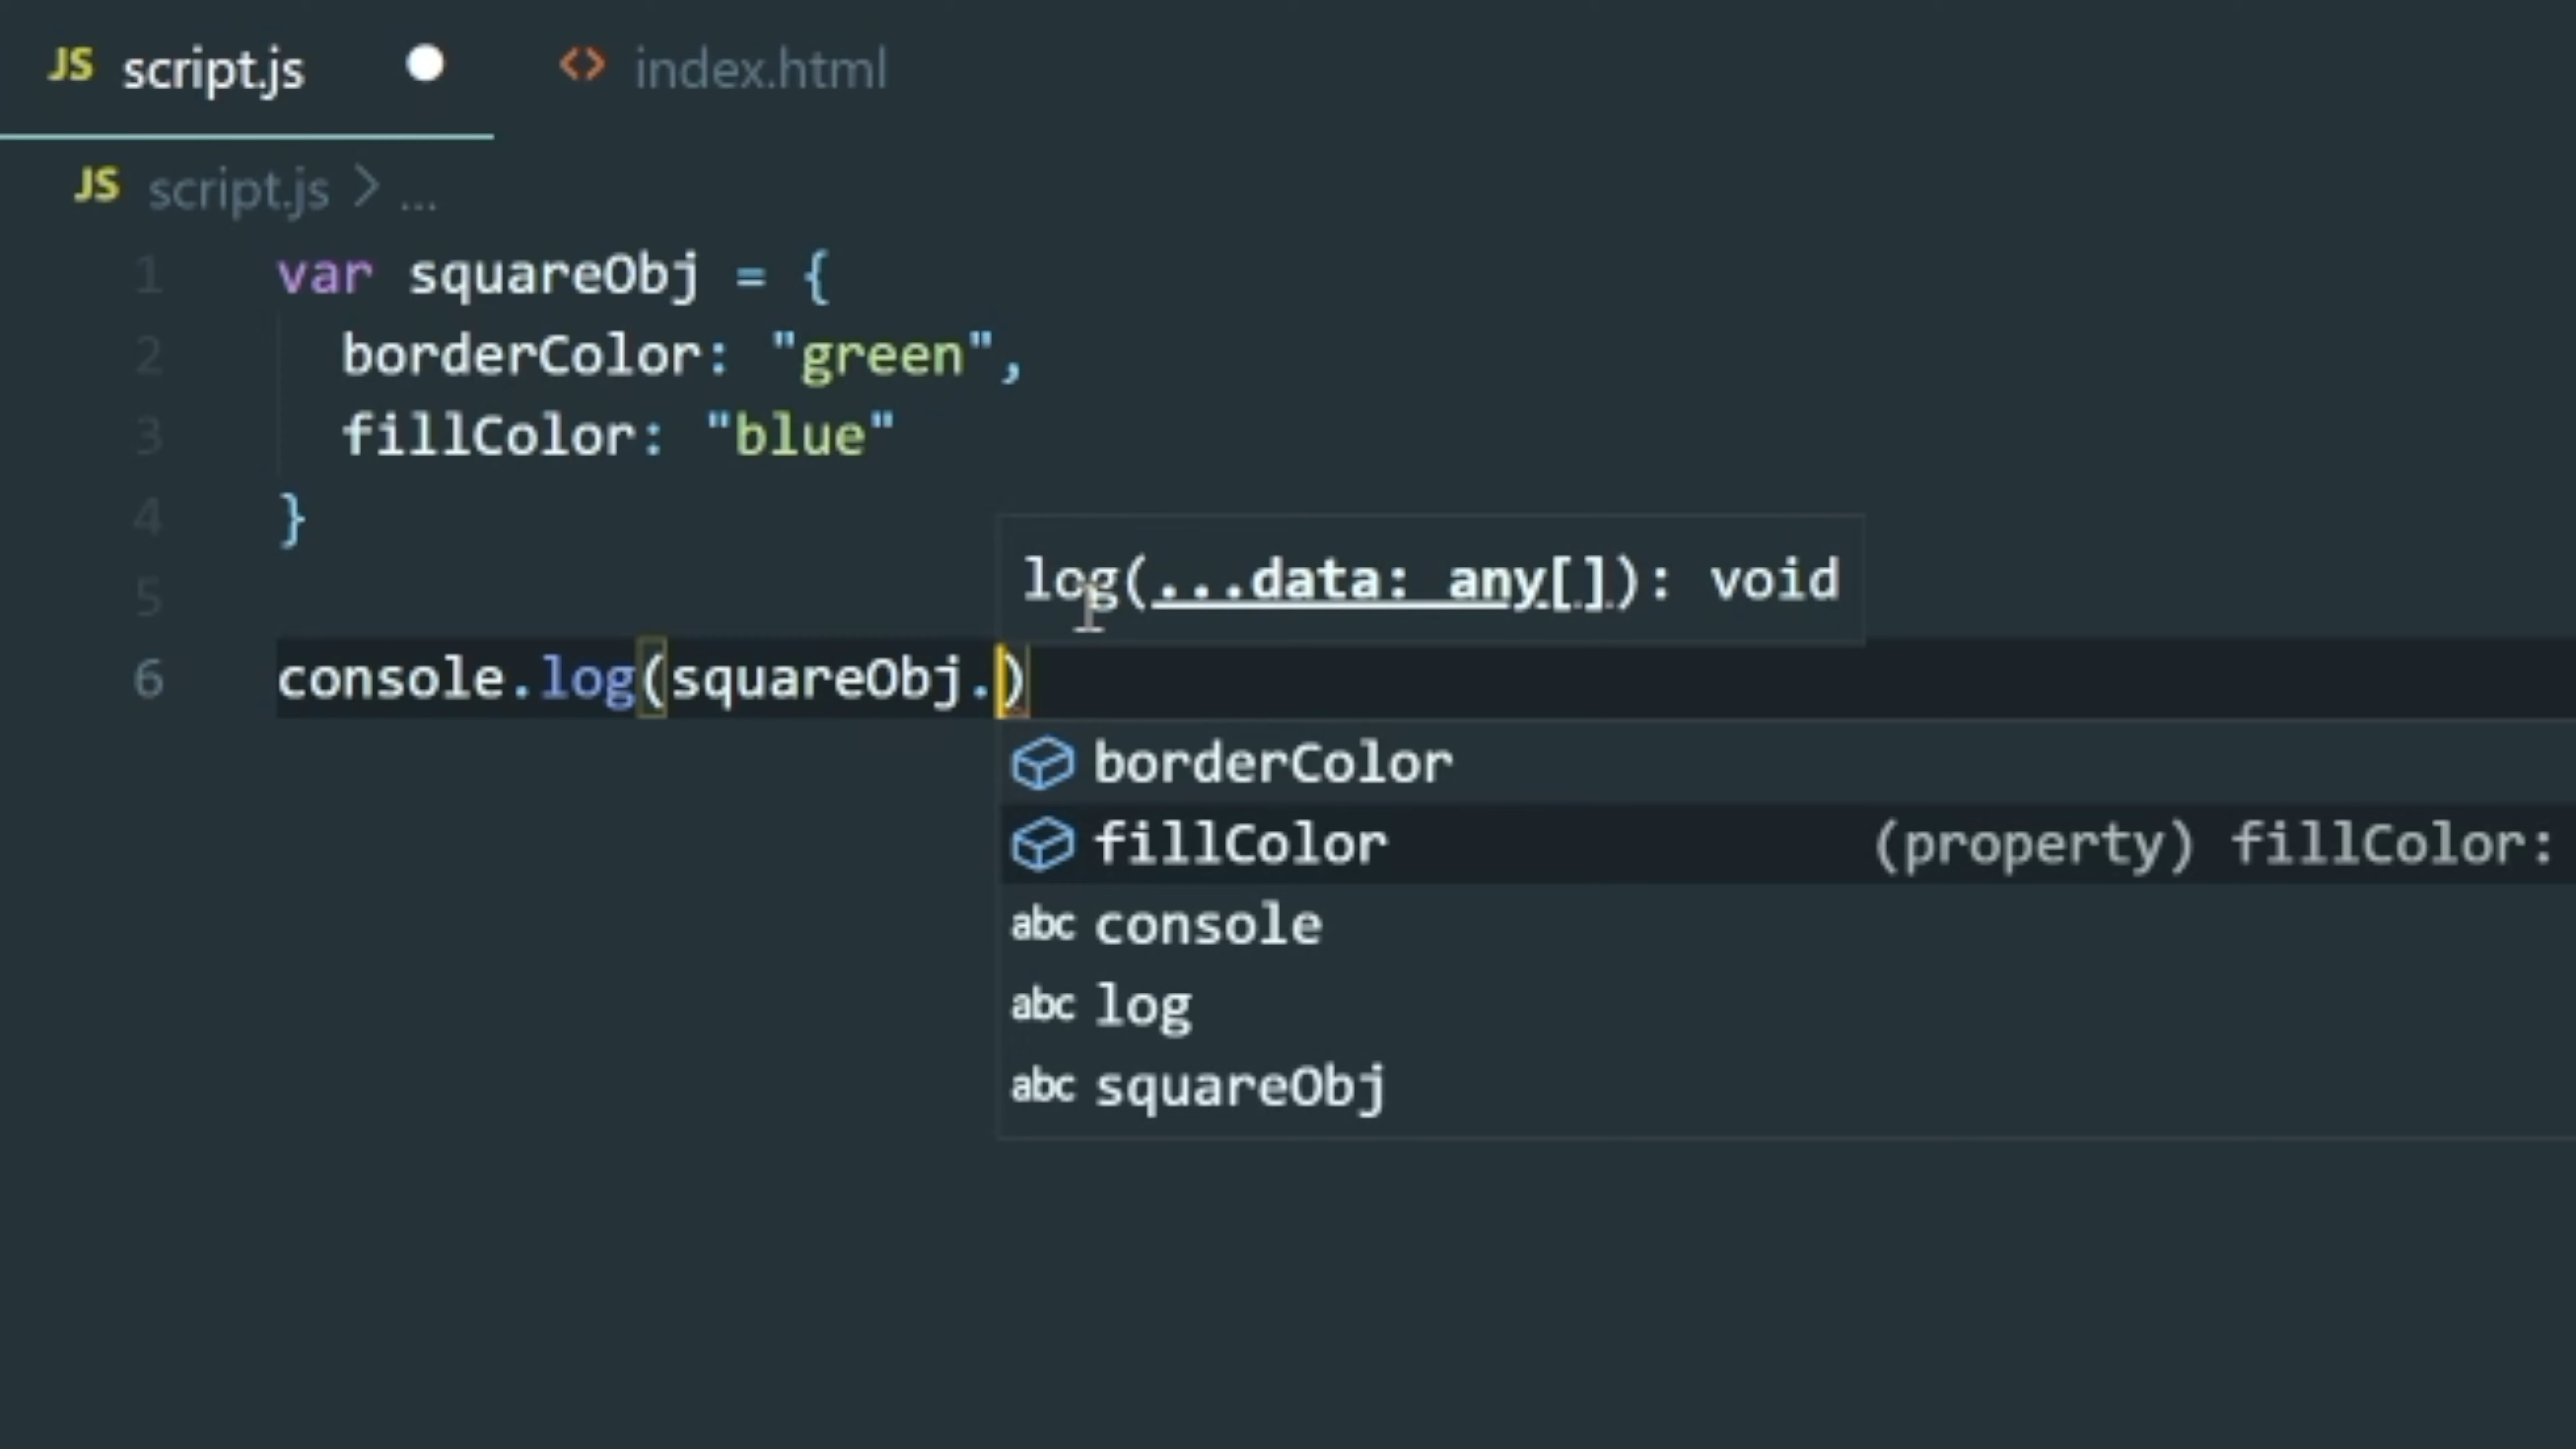 JS script.js index.html
JS script.js > ...
1 var squareObj = {
2 borderColor: "green",
3 fillColor: "blue"
4 }
5
log(...data: any[]): void
6 console.log(squareObj.)
borderColor
fillColor (property) fillColor:
abc console
abc log
abc squareObj